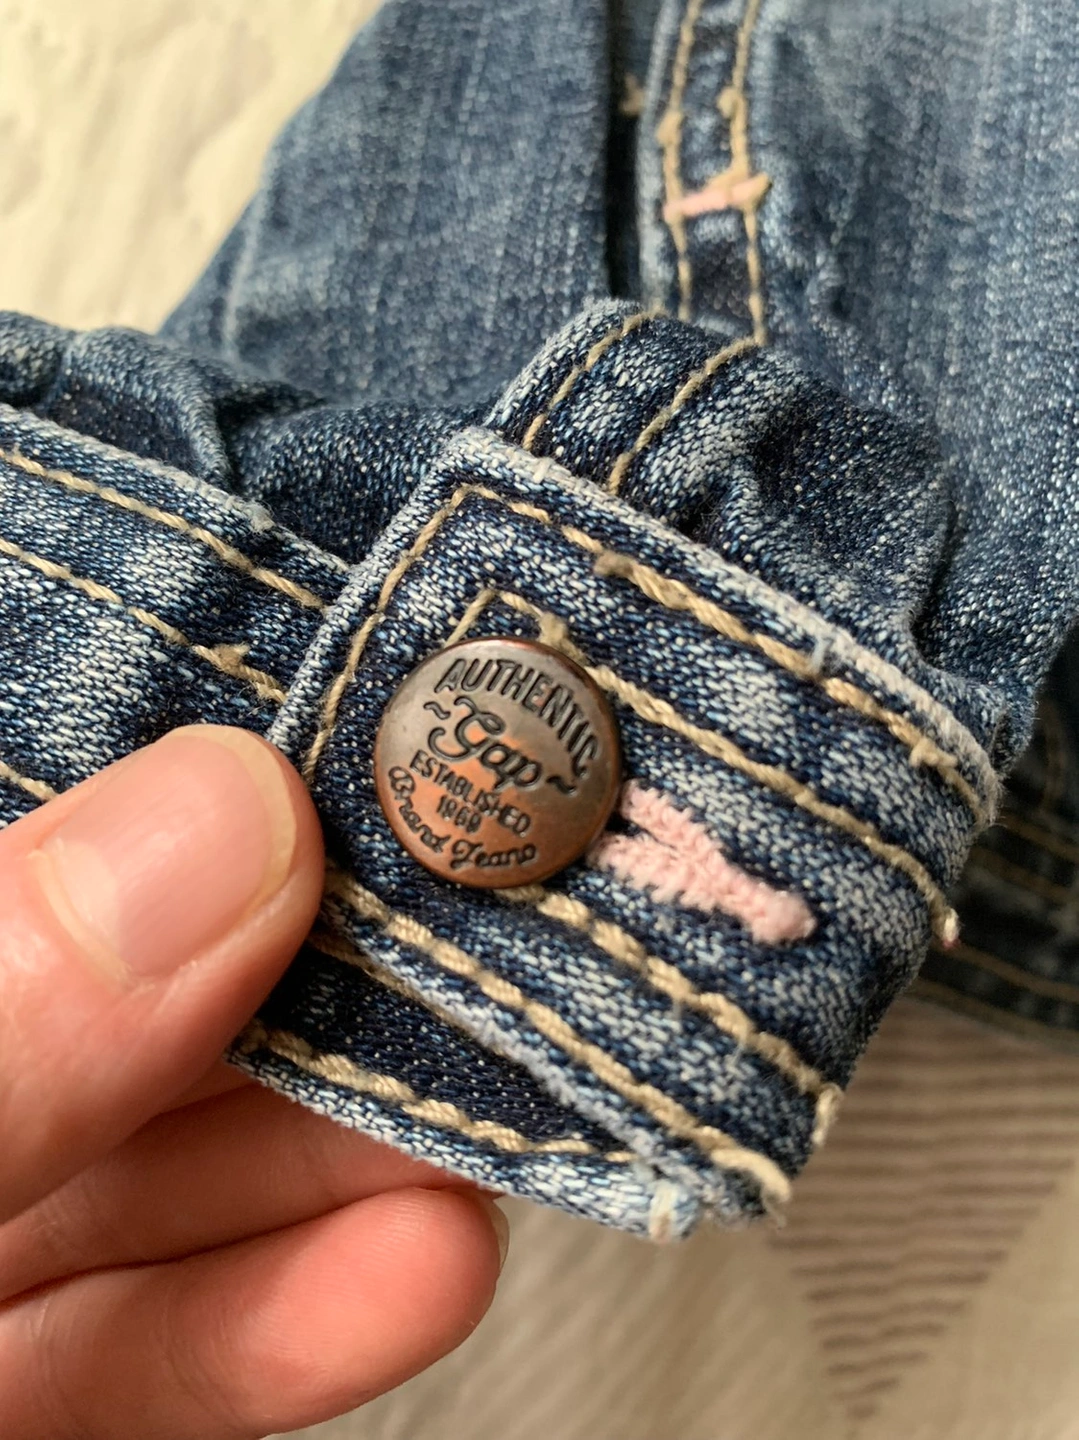 AUTHENTIC
~Gap~
ESTABLISHED
1969
Brand Jeans